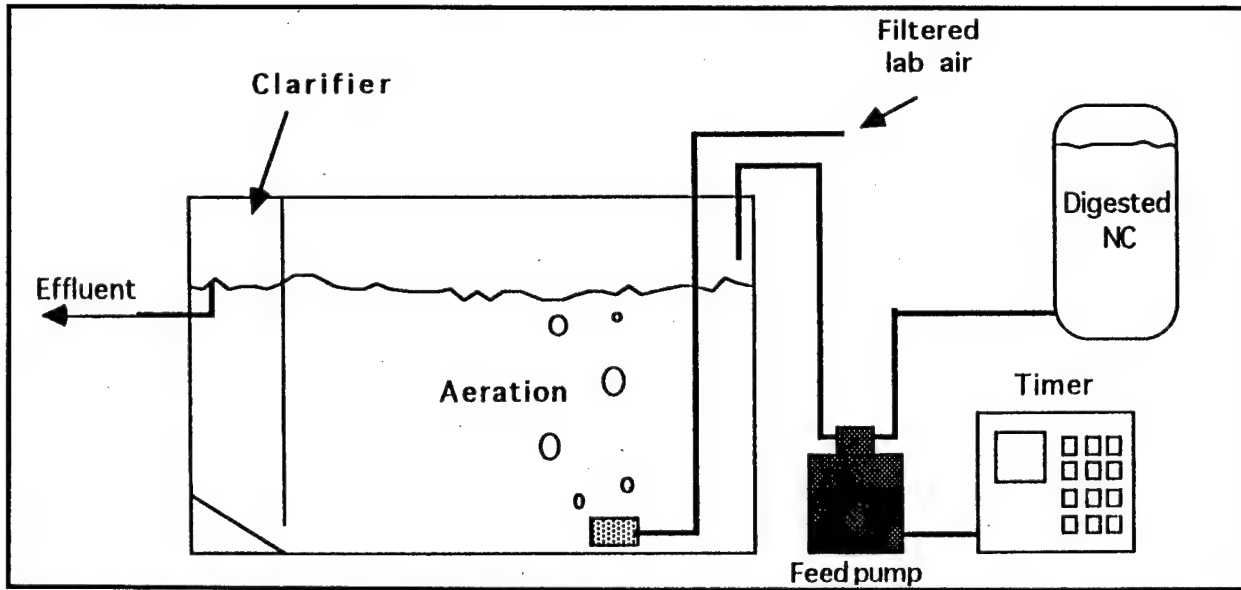 Filtered
lab air
Clarifier
Digested
NC
Effluent
Aeration
Timer
Feed pump